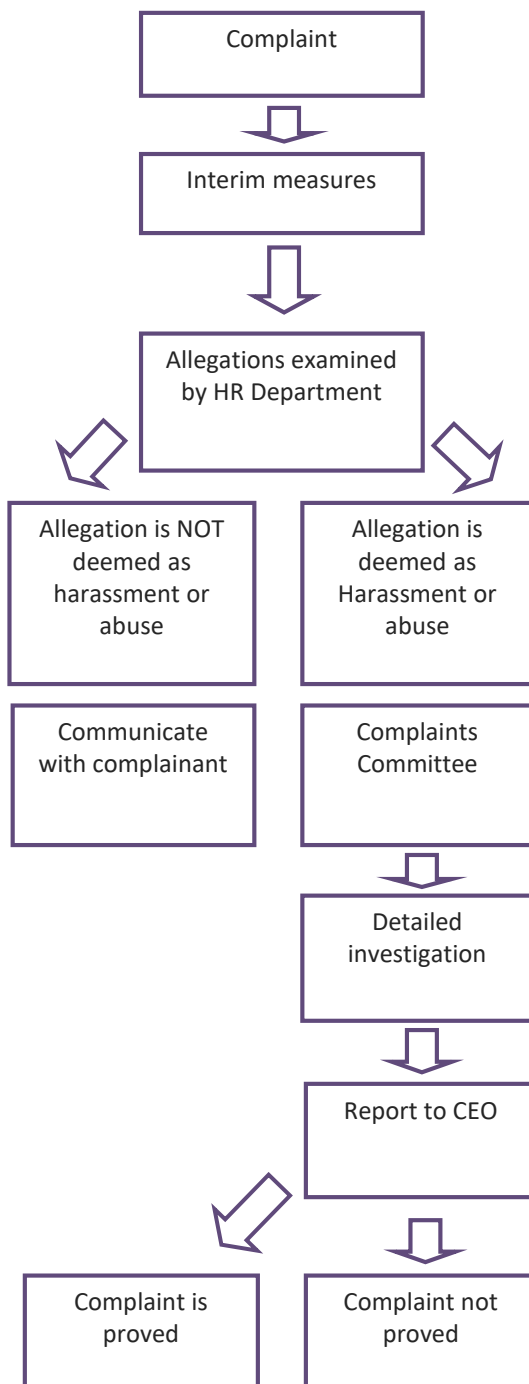 Complaint
Interim measures
Allegations examined
by HR Department
Allegation is NOT
deemed as
harassment or
abuse
Allegation is
deemed as
Harassment or
abuse
Communicate
with complainant
Complaints
Committee
Detailed
investigation
Report to CEO
Complaint is
proved
Complaint not
proved